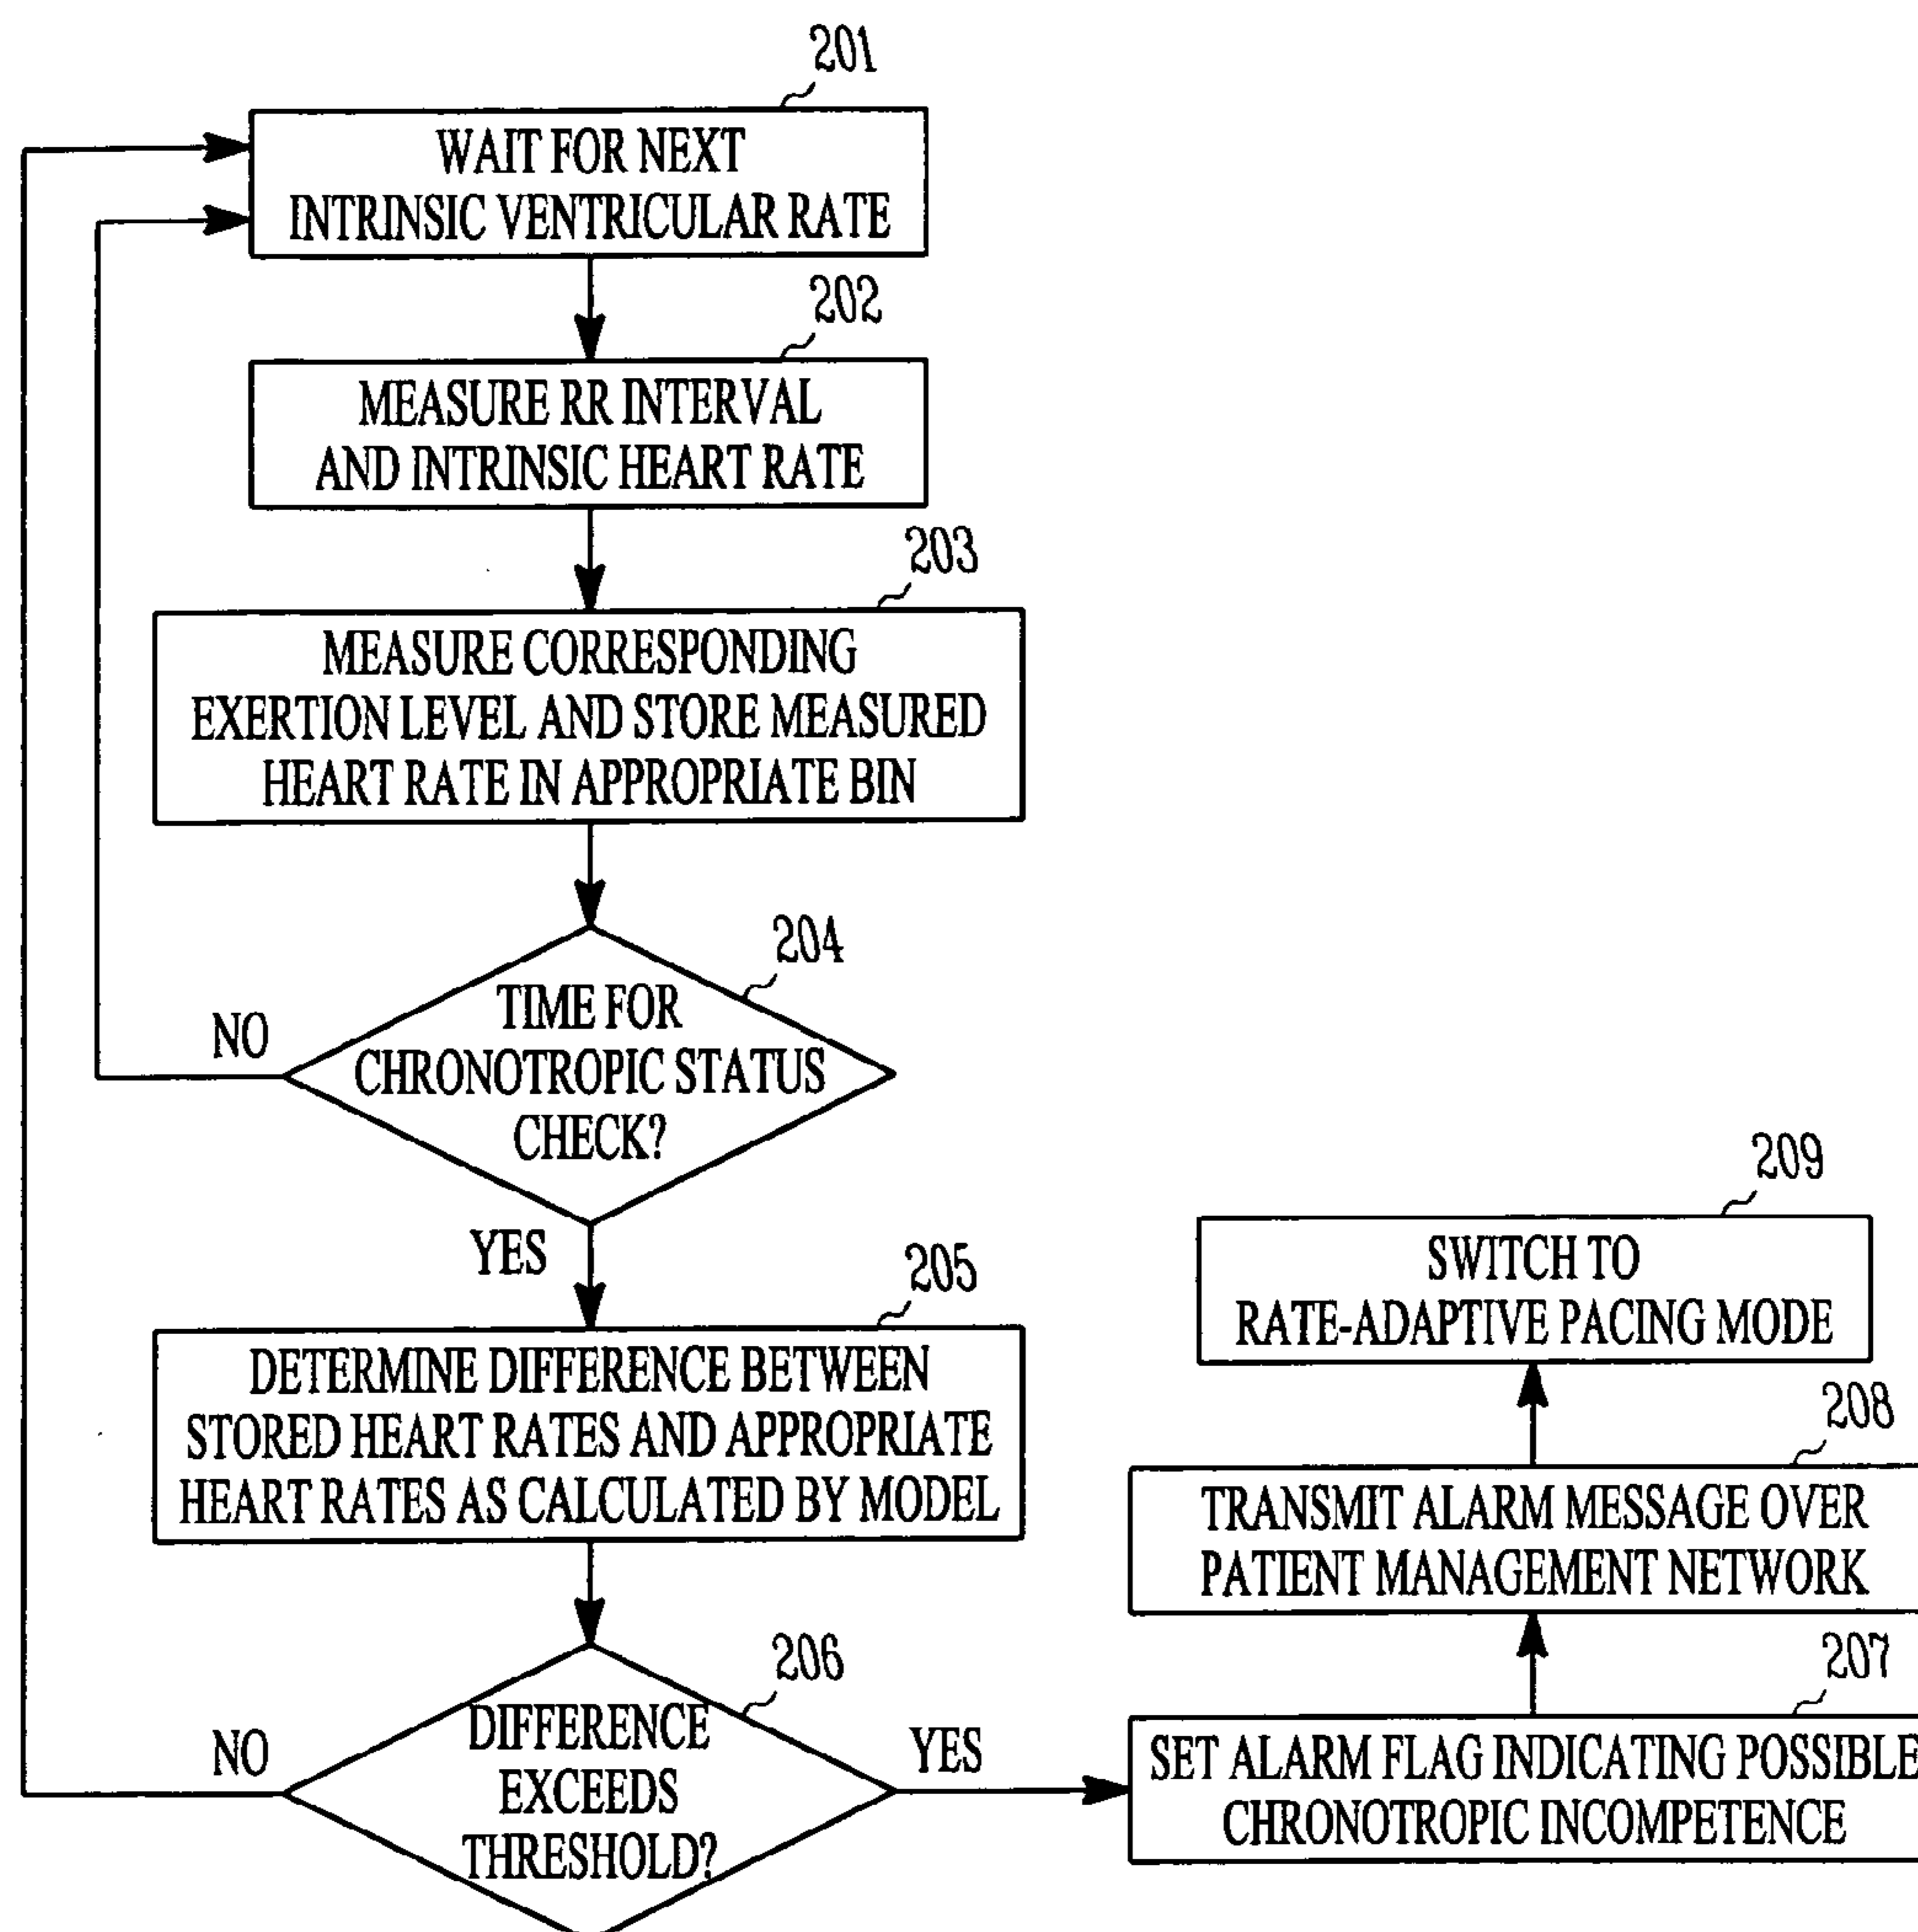 201
WAIT FOR NEXT
INTRINSIC VENTRICULAR RATE
202
MEASURE RR INTERVAL
AND INTRINSIC HEART RATE
203
MEASURE CORRESPONDING
EXERTION LEVEL AND STORE MEASURED
HEART RATE IN APPROPRIATE BIN
204
TIME FOR
CHRONOTROPIC STATUS
CHECK?
NO
YES
205
DETERMINE DIFFERENCE BETWEEN
STORED HEART RATES AND APPROPRIATE
HEART RATES AS CALCULATED BY MODEL
206
DIFFERENCE
EXCEEDS
THRESHOLD?
NO
YES
209
SWITCH TO
RATE-ADAPTIVE PACING MODE
208
TRANSMIT ALARM MESSAGE OVER
PATIENT MANAGEMENT NETWORK
207
SET ALARM FLAG INDICATING POSSIBLE
CHRONOTROPIC INCOMPETENCE